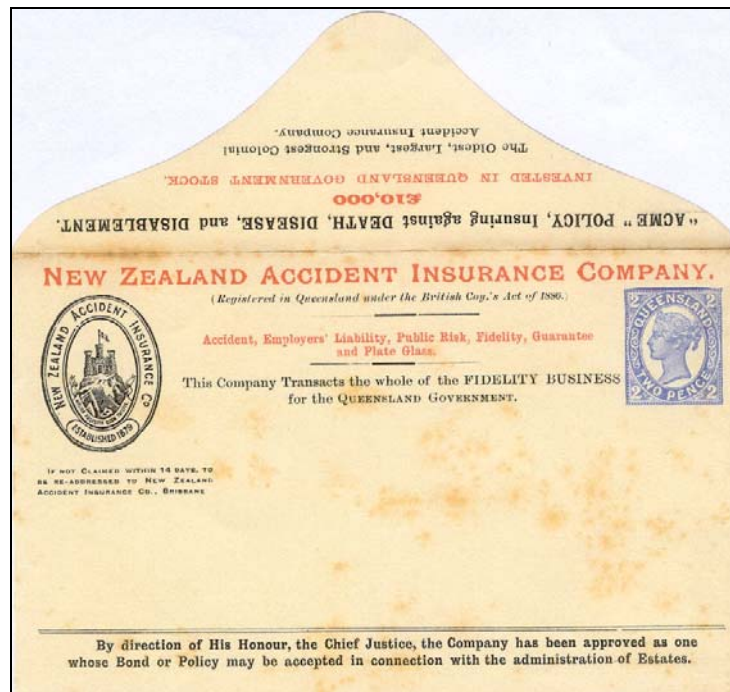 "ACME" POLICY, Insuring against DEATH, DISEASE, and DISABLEMENT.
£10,000
INVESTED IN QUEENSLAND GOVERNMENT STOCK.
The Oldest, Largest, and Strongest Colonial
Accident Insurance Company.
NEW ZEALAND ACCIDENT INSURANCE COMPANY.
(Registered in Queensland under the British Coy.'s Act of 1886.)
Accident, Employers' Liability, Public Risk, Fidelity, Guarantee
and Plate Glass.
This Company Transacts the whole of the FIDELITY BUSINESS
for the QUEENSLAND GOVERNMENT.
NEW ZEALAND ACCIDENT INSURANCE CO
ESTABLISHED 1879
2 QUEENSLAND 2
2 TWO PENCE 2
IF NOT CLAIMED WITHIN 14 DAYS, TO
BE RE-ADDRESSED TO NEW ZEALAND
ACCIDENT INSURANCE CO., BRISBANE
By direction of His Honour, the Chief Justice, the Company has been approved as one
whose Bond or Policy may be accepted in connection with the administration of Estates.